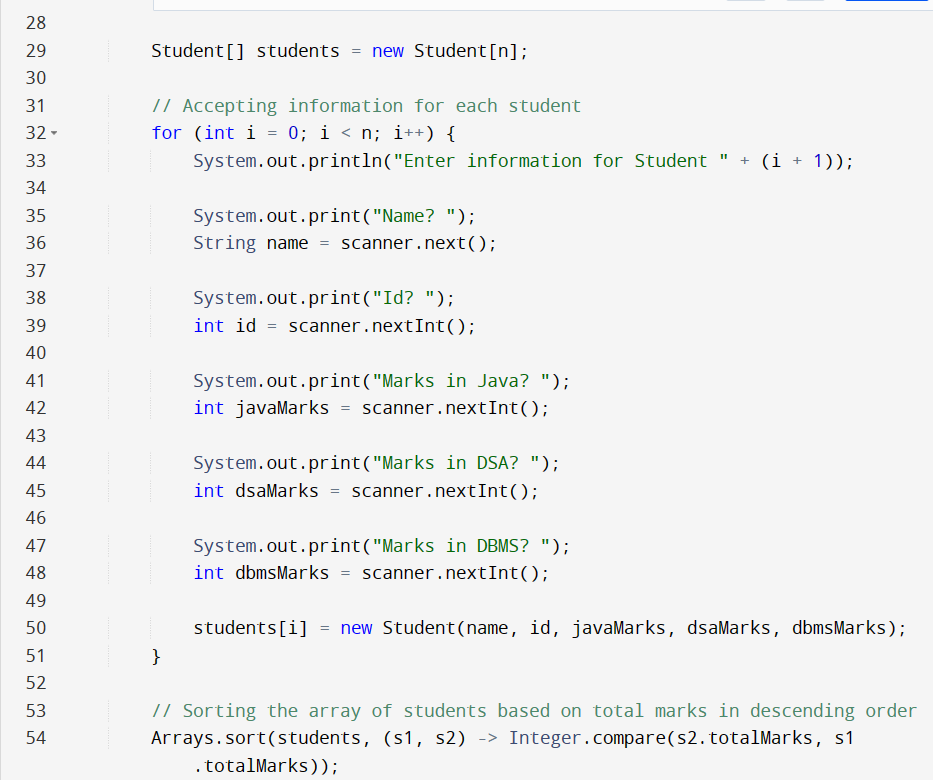 28
29 Student[] students = new Student[n];
30
31 // Accepting information for each student
32 for (int i = 0; i < n; i++) {
33 System.out.println("Enter information for Student " + (i + 1));
34
35 System.out.print("Name? ");
36 String name = scanner.next();
37
38 System.out.print("Id? ");
39 int id = scanner.nextInt();
40
41 System.out.print("Marks in Java? ");
42 int javaMarks = scanner.nextInt();
43
44 System.out.print("Marks in DSA? ");
45 int dsaMarks = scanner.nextInt();
46
47 System.out.print("Marks in DBMS? ");
48 int dbmsMarks = scanner.nextInt();
49
50 students[i] = new Student(name, id, javaMarks, dsaMarks, dbmsMarks);
51 }
52
53 // Sorting the array of students based on total marks in descending order
54 Arrays.sort(students, (s1, s2) -> Integer.compare(s2.totalMarks, s1
.totalMarks));